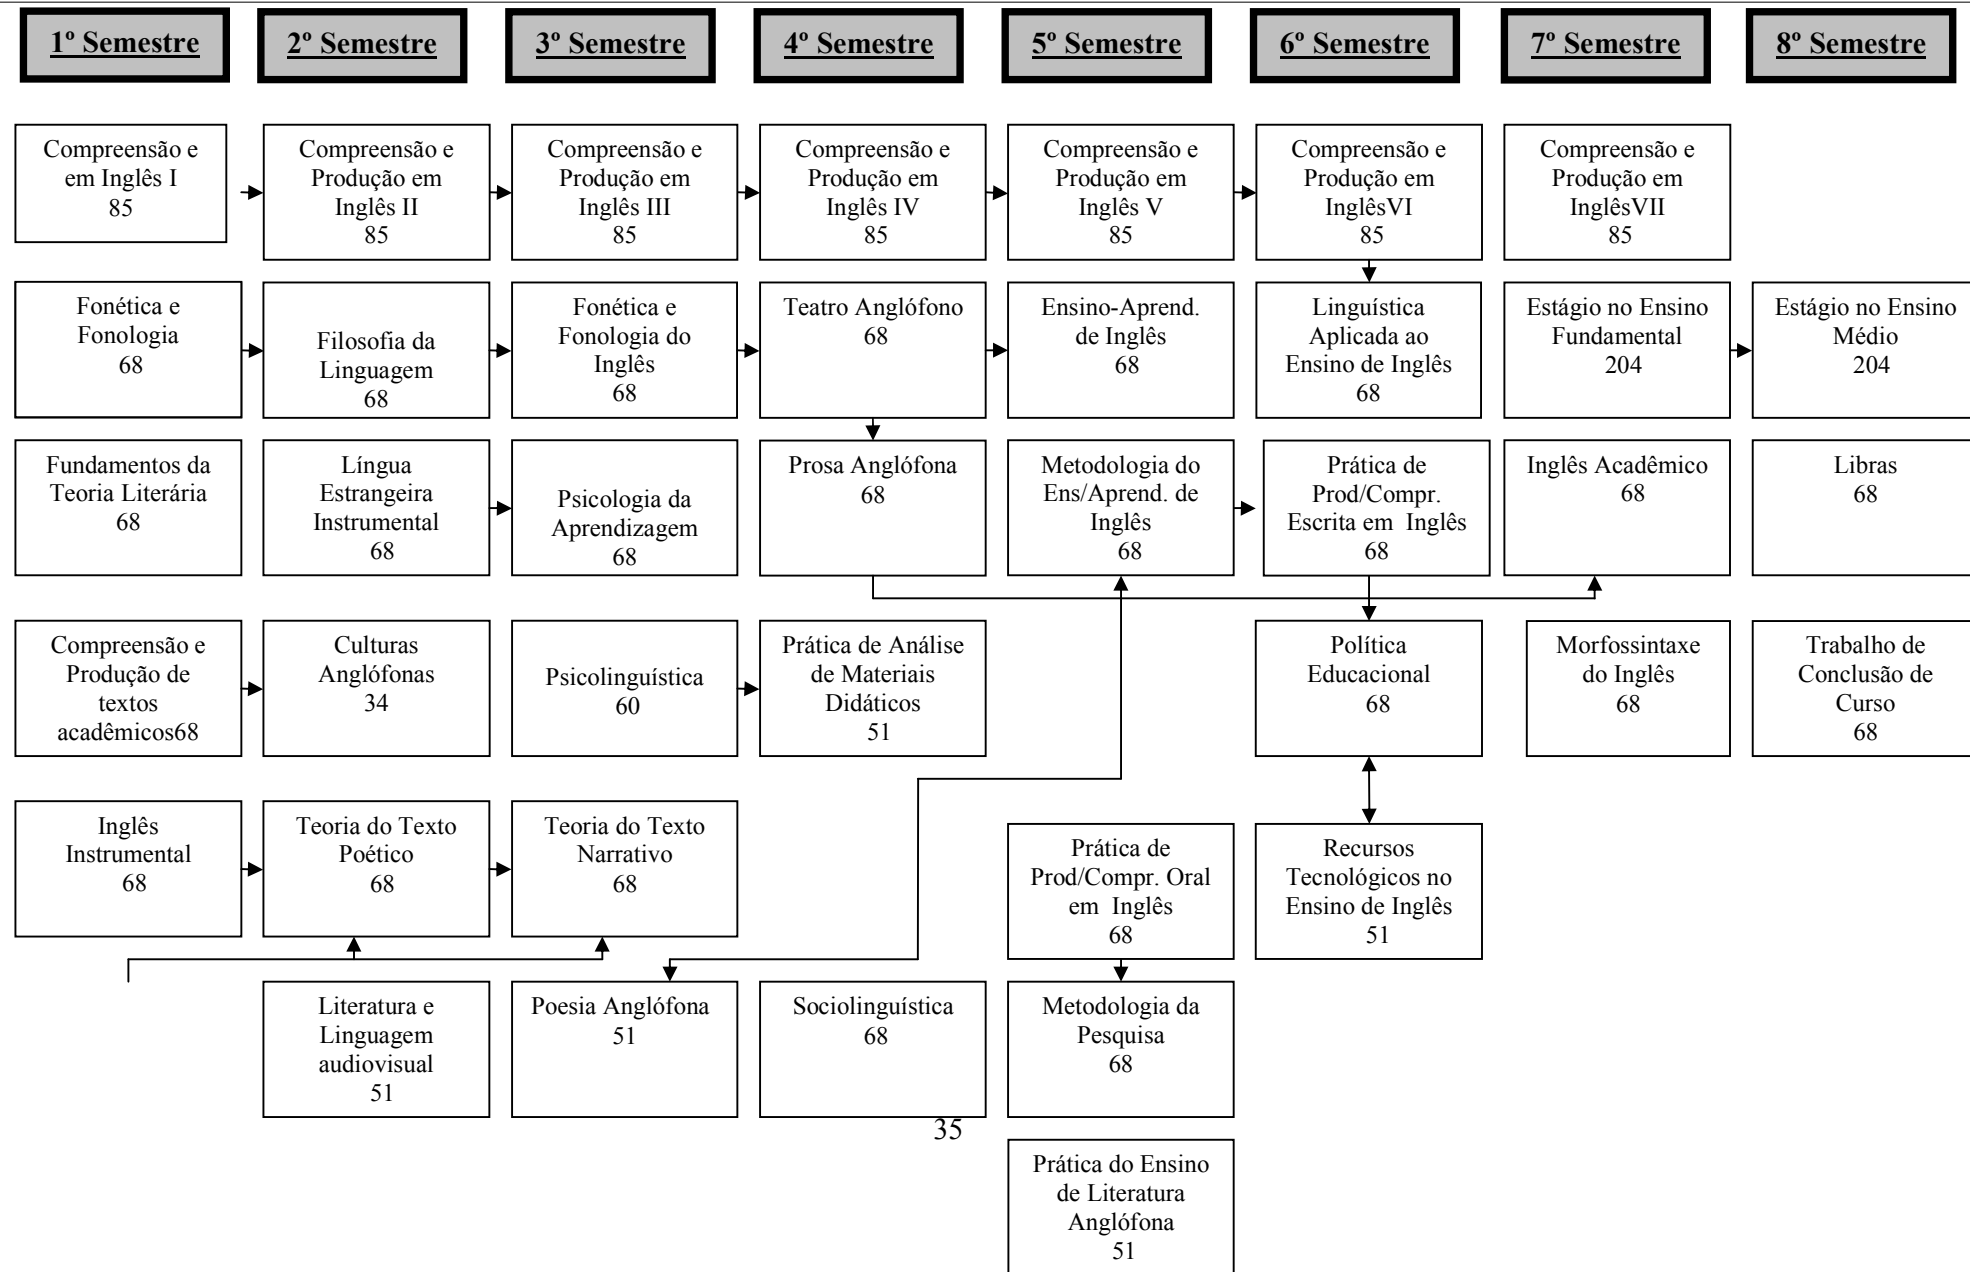 1º Semestre
2º Semestre
3º Semestre
4º Semestre
5º Semestre
6º Semestre
7º Semestre
8º Semestre
Compreensão e
em Inglês I
85
Compreensão e
Produção em
Inglês II
85
Compreensão e
Produção em
Inglês III
85
Compreensão e
Produção em
Inglês IV
85
Compreensão e
Produção em
Inglês V
85
Compreensão e
Produção em
InglêsVI
85
Compreensão e
Produção em
InglêsVII
85
Fonética e
Fonologia
68
Filosofia da
Linguagem
68
Fonética e
Fonologia do
Inglês
68
Teatro Anglófono
68
Ensino-Aprend.
de Inglês
68
Linguística
Aplicada ao
Ensino de Inglês
68
Estágio no Ensino
Fundamental
204
Estágio no Ensino
Médio
204
Fundamentos da
Teoria Literária
68
Língua
Estrangeira
Instrumental
68
Psicologia da
Aprendizagem
68
Prosa Anglófona
68
Metodologia do
Ens/Aprend. de
Inglês
68
Prática de
Prod/Compr.
Escrita em Inglês
68
Inglês Acadêmico
68
Libras
68
Compreensão e
Produção de
textos
acadêmicos68
Culturas
Anglófonas
34
Psicolinguística
60
Prática de Análise
de Materiais
Didáticos
51
Política
Educacional
68
Morfossintaxe
do Inglês
68
Trabalho de
Conclusão de
Curso
68
Inglês
Instrumental
68
Teoria do Texto
Poético
68
Teoria do Texto
Narrativo
68
Prática de
Prod/Compr. Oral
em Inglês
68
Recursos
Tecnológicos no
Ensino de Inglês
51
Literatura e
Linguagem
audiovisual
51
Poesia Anglófona
51
Sociolinguística
68
Metodologia da
Pesquisa
68
35
Prática do Ensino
de Literatura
Anglófona
51